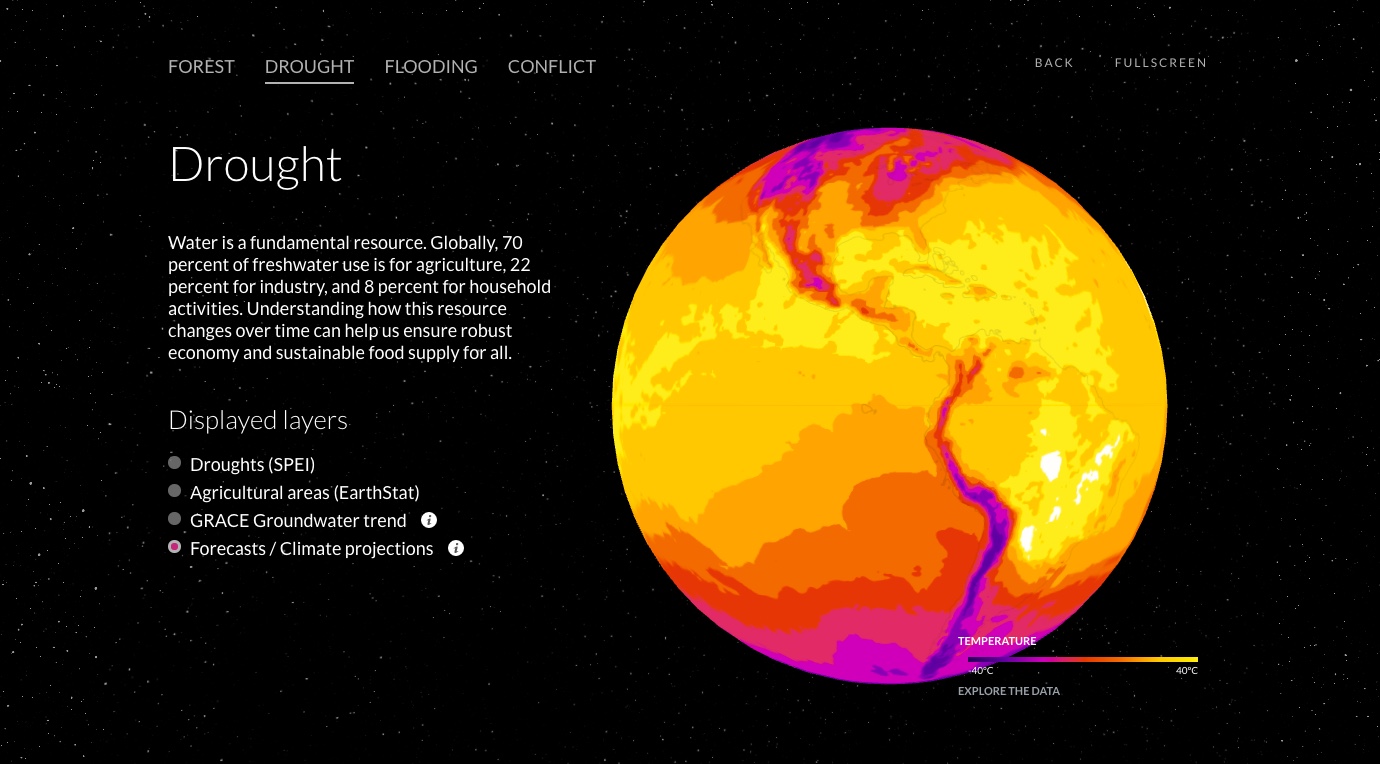 FOREST DROUGHT FLOODING CONFLICT
BACK FULLSCREEN
Drought
Water is a fundamental resource. Globally, 70
percent of freshwater use is for agriculture, 22
percent for industry, and 8 percent for household
activities. Understanding how this resource
changes over time can help us ensure robust
economy and sustainable food supply for all.
Displayed layers
Droughts (SPEI)
Agricultural areas (EarthStat)
GRACE Groundwater trend i
Forecasts / Climate projections i
TEMPERATURE
-40°C 40°C
EXPLORE THE DATA